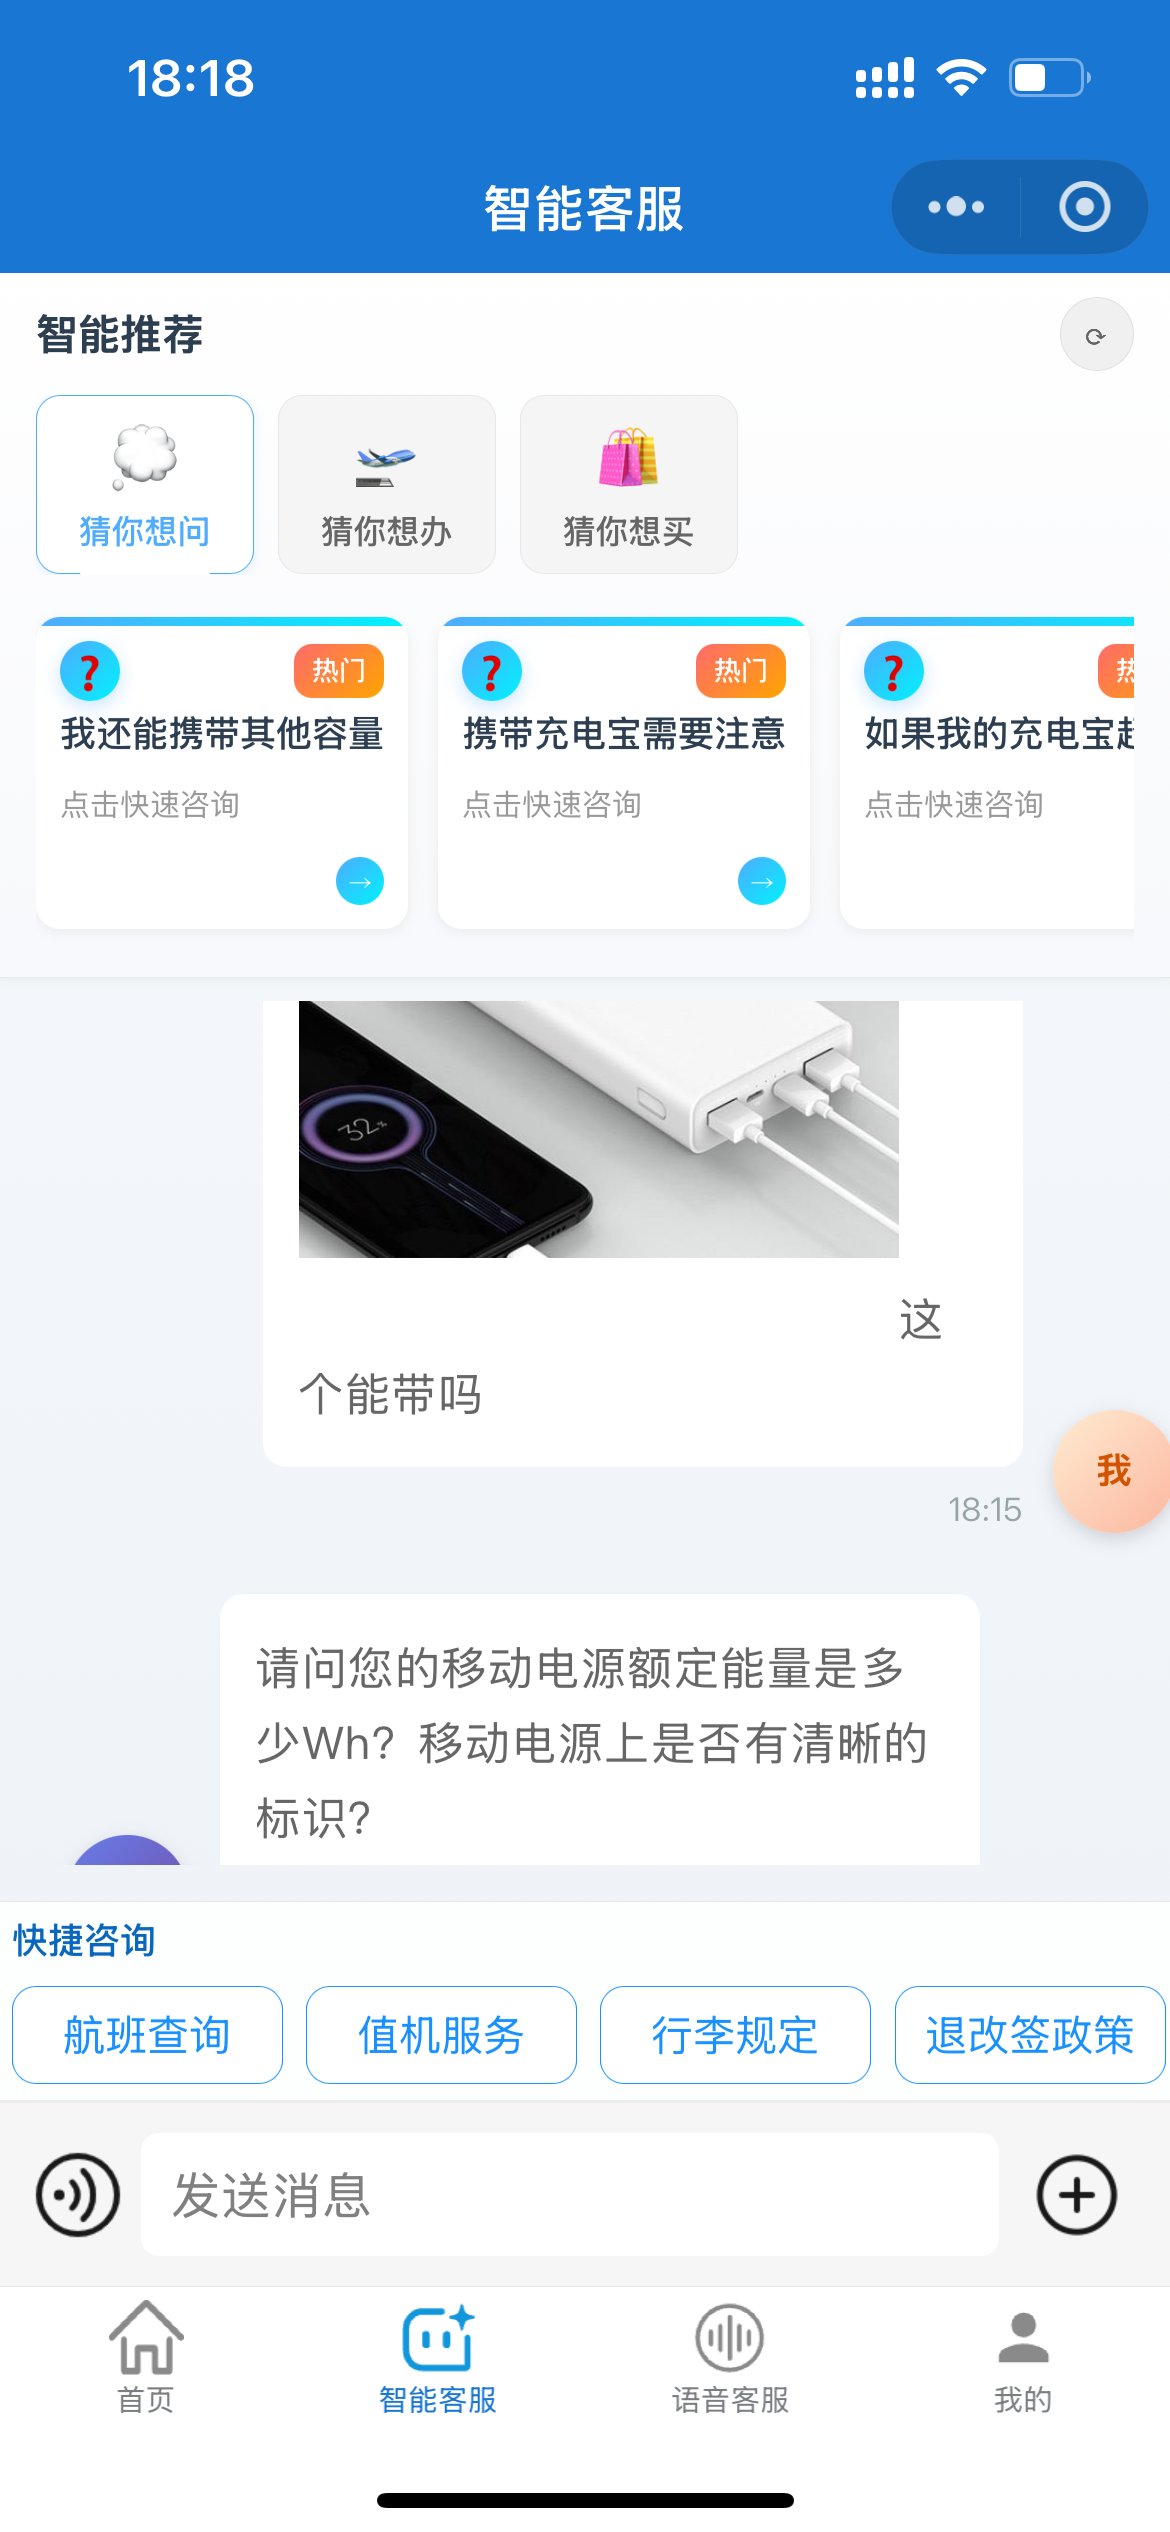 18:18
智能客服
智能推荐
猜你想问
猜你想办
猜你想买
热门
热门
热
我还能携带其他容量
携带充电宝需要注意
如果我的充电宝
点击快速咨询
点击快速咨询
点击快速咨询
32%
这
个能带吗
我
18:15
请问您的移动电源额定能量是多
少Wh？移动电源上是否有清晰的
标识？
快捷咨询
航班查询
值机服务
行李规定
退改签政策
发送消息
首页
智能客服
语音客服
我的